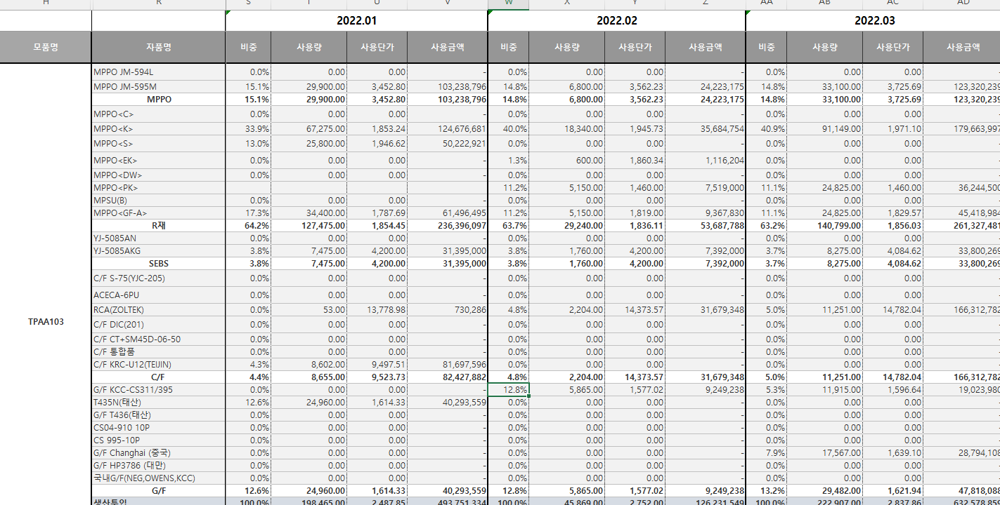 H R S T U V W X Y Z AA AB AC AD
2022.01 2022.02 2022.03
모품명 자품명 비중 사용량 사용단가 사용금액 비중 사용량 사용단가 사용금액 비중 사용량 사용단가 사용금액
MPPO JM-594L 0.0% 0.00 0.00 - 0.0% 0.00 0.00 - 0.0% 0.00 0.00 -
MPPO JM-595M 15.1% 29,900.00 3,452.80 103,238,796 14.8% 6,800.00 3,562.23 24,223,175 14.8% 33,100.00 3,725.69 123,320,239
MPPO 15.1% 29,900.00 3,452.80 103,238,796 14.8% 6,800.00 3,562.23 24,223,175 14.8% 33,100.00 3,725.69 123,320,239
MPPO<C> 0.0% 0.00 0.00 - 0.0% 0.00 0.00 - 0.0% 0.00 0.00 -
MPPO<K> 33.9% 67,275.00 1,853.24 124,676,681 40.0% 18,340.00 1,945.73 35,684,754 40.9% 91,149.00 1,971.10 179,663,997
MPPO<S> 13.0% 25,800.00 1,946.62 50,222,921 0.0% 0.00 0.00 - 0.0% 0.00 0.00 -
MPPO<EK> 0.0% 0.00 0.00 - 1.3% 600.00 1,860.34 1,116,204 0.0% 0.00 0.00 -
MPPO<DW> 0.0% 0.00 0.00 - 0.0% 0.00 0.00 - 0.0% 0.00 0.00 -
MPPO<PK> 11.2% 5,150.00 1,460.00 7,519,000 11.1% 24,825.00 1,460.00 36,244,500
MPSU(B) 0.0% 0.00 0.00 - 0.0% 0.00 0.00 - 0.0% 0.00 0.00 -
MPPO<GF-A> 17.3% 34,400.00 1,787.69 61,496,495 11.2% 5,150.00 1,819.00 9,367,830 11.1% 24,825.00 1,829.57 45,418,984
R재 64.2% 127,475.00 1,854.45 236,396,097 63.7% 29,240.00 1,836.11 53,687,788 63.2% 140,799.00 1,856.03 261,327,481
YJ-5085AN 0.0% 0.00 0.00 - 0.0% 0.00 0.00 - 0.0% 0.00 0.00 -
YJ-5085AKG 3.8% 7,475.00 4,200.00 31,395,000 3.8% 1,760.00 4,200.00 7,392,000 3.7% 8,275.00 4,084.62 33,800,269
SEBS 3.8% 7,475.00 4,200.00 31,395,000 3.8% 1,760.00 4,200.00 7,392,000 3.7% 8,275.00 4,084.62 33,800,269
C/F S-75(YJC-205) 0.0% 0.00 0.00 - 0.0% 0.00 0.00 - 0.0% 0.00 0.00 -
ACECA-6PU 0.0% 0.00 0.00 - 0.0% 0.00 0.00 - 0.0% 0.00 0.00 -
RCA(ZOLTEK) 0.0% 53.00 13,778.98 730,286 4.8% 2,204.00 14,373.57 31,679,348 5.0% 11,251.00 14,782.04 166,312,782
TPAA103
C/F DIC(201) 0.0% 0.00 0.00 - 0.0% 0.00 0.00 - 0.0% 0.00 0.00 -
C/F CT+SM45D-06-50 0.0% 0.00 0.00 - 0.0% 0.00 0.00 - 0.0% 0.00 0.00 -
C/F 통합품 0.0% 0.00 0.00 - 0.0% 0.00 0.00 - 0.0% 0.00 0.00 -
C/F KRC-U12(TEIJIN) 4.3% 8,602.00 9,497.51 81,697,596 0.0% 0.00 0.00 - 0.0% 0.00 0.00 -
C/F 4.4% 8,655.00 9,523.73 82,427,882 4.8% 2,204.00 14,373.57 31,679,348 5.0% 11,251.00 14,782.04 166,312,782
G/F KCC-CS311/395 0.0% 0.00 0.00 - 12.8% 5,865.00 1,577.02 9,249,238 5.3% 11,915.00 1,596.64 19,023,980
T435N(태산) 12.6% 24,960.00 1,614.33 40,293,559 0.0% 0.00 0.00 - 0.0% 0.00 0.00 -
G/F T436(태산) 0.0% 0.00 0.00 - 0.0% 0.00 0.00 - 0.0% 0.00 0.00 -
CS04-910 10P 0.0% 0.00 0.00 - 0.0% 0.00 0.00 - 0.0% 0.00 0.00 -
CS 995-10P 0.0% 0.00 0.00 - 0.0% 0.00 0.00 - 0.0% 0.00 0.00 -
G/F Changhai (중국) 0.0% 0.00 0.00 - 0.0% 0.00 0.00 - 7.9% 17,567.00 1,639.10 28,794,108
G/F HP3786 (대만) 0.0% 0.00 0.00 - 0.0% 0.00 0.00 - 0.0% 0.00 0.00 -
국내G/F(NEG,OWENS,KCC) 0.0% 0.00 0.00 - 0.0% 0.00 0.00 - 0.0% 0.00 0.00 -
G/F 12.6% 24,960.00 1,614.33 40,293,559 12.8% 5,865.00 1,577.02 9,249,238 13.2% 29,482.00 1,621.94 47,818,088
생산투입 100.0% 198,465.00 2,487.85 493,751,334 100.0% 45,869.00 2,752.00 126,231,549 100.0% 222,907.00 2,837.86 632,578,85